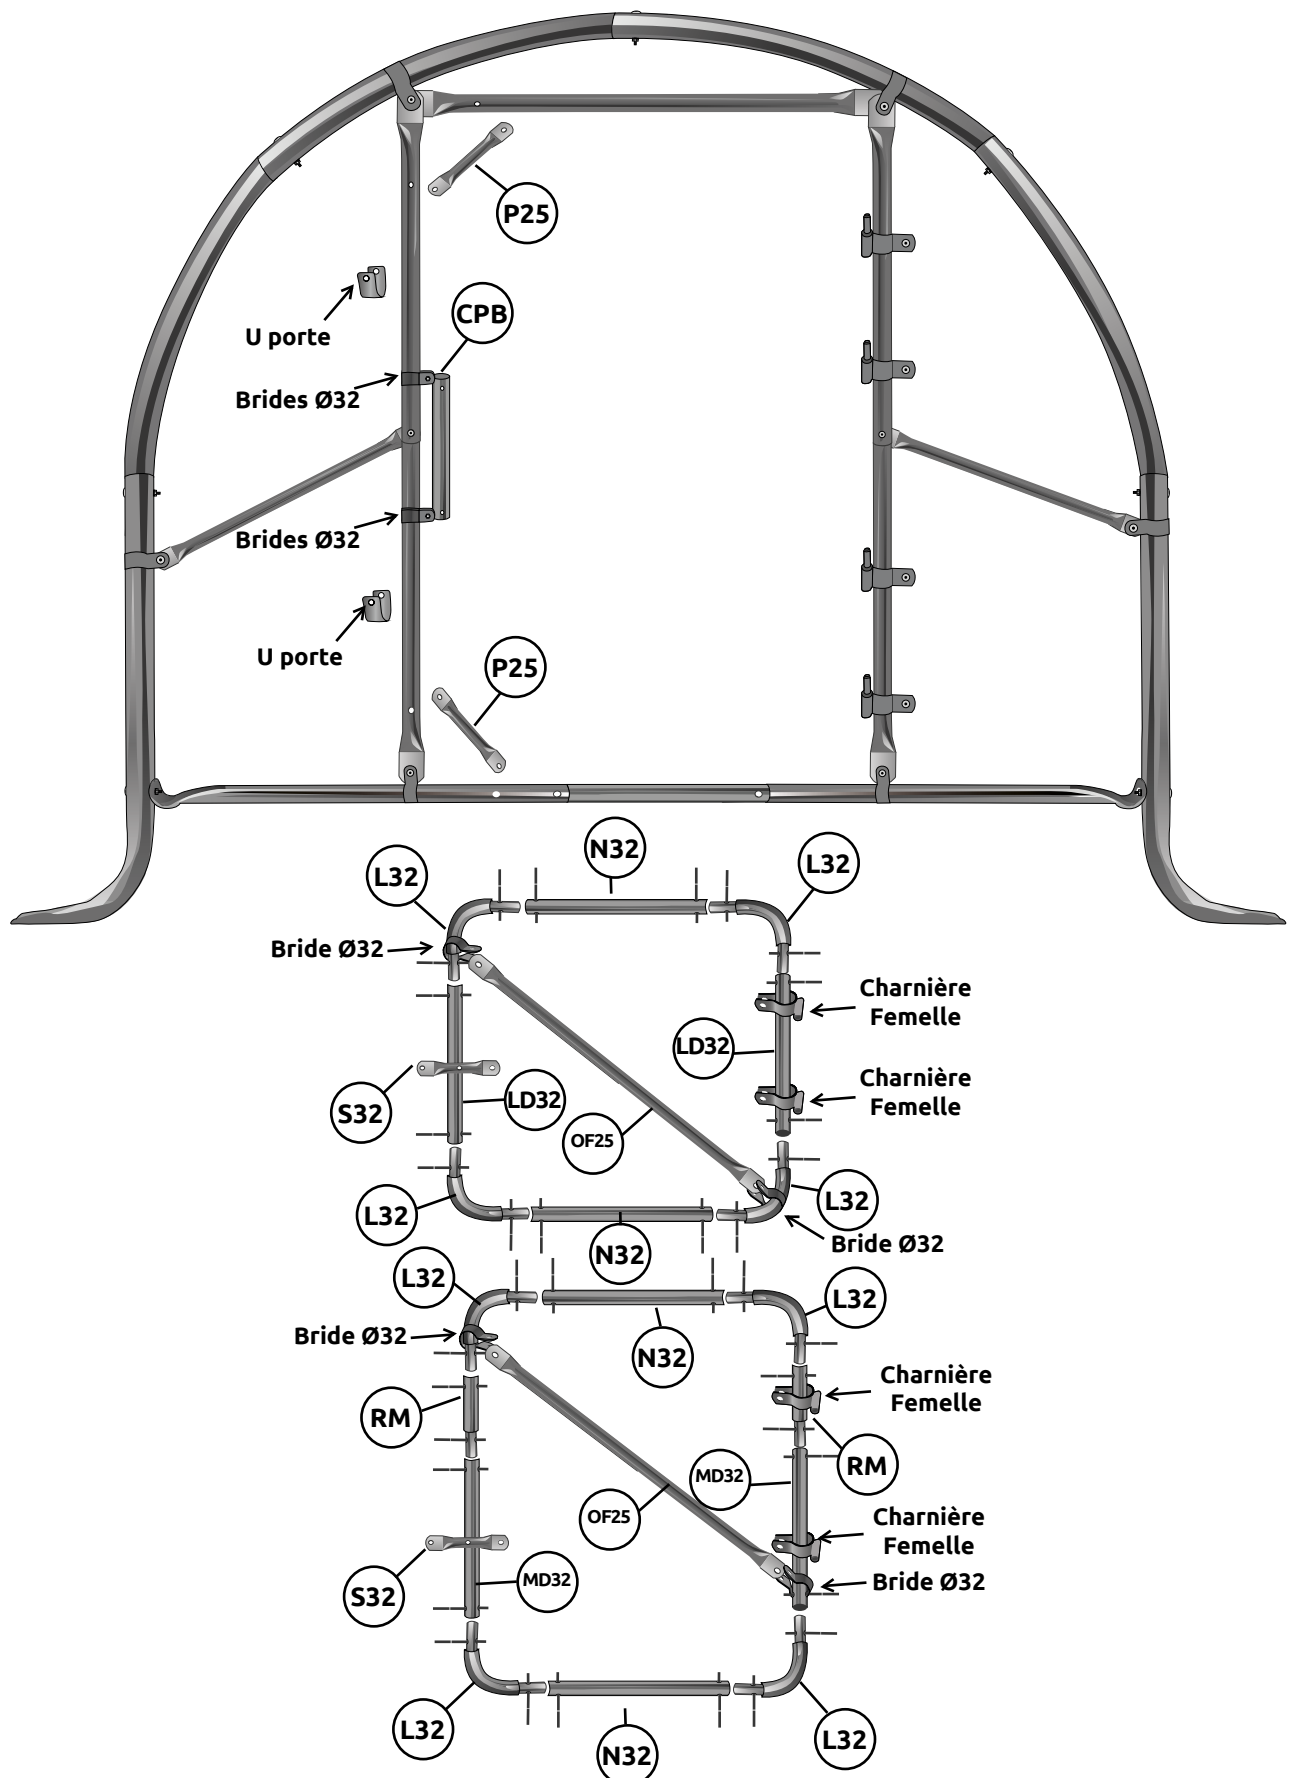 P25
CPB
U porte
Brides Ø32
Brides Ø32
U porte
P25
N32
L32
L32
Bride Ø32
Charnière
Femelle
LD32
Charnière
Femelle
S32
LD32
OF25
L32
L32
Bride Ø32
N32
L32
L32
Bride Ø32
N32
Charnière
Femelle
RM
RM
MD32
OF25
Charnière
Femelle
Bride Ø32
S32
MD32
L32
L32
N32